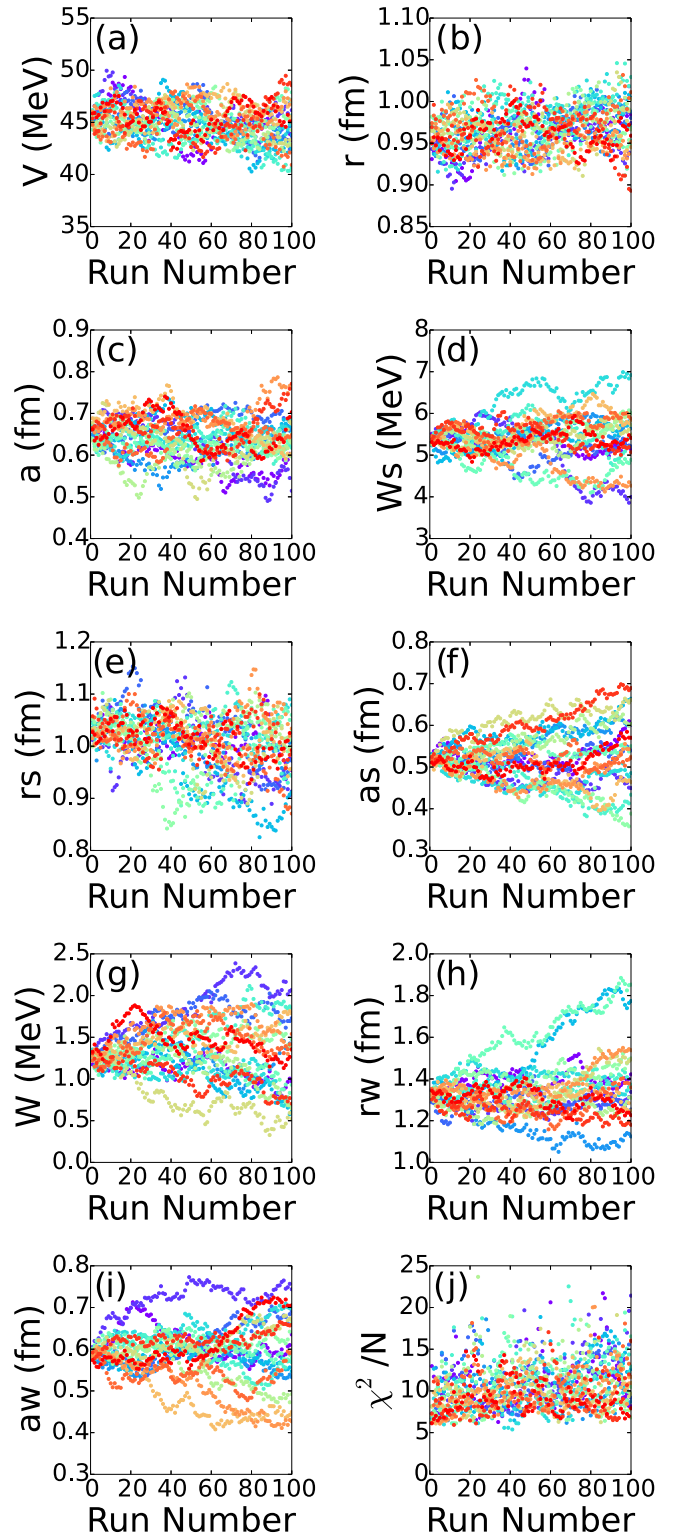 (a) (b)
V (MeV) r (fm)
55 50 45 40 35
1.10 1.05 1.00 0.95 0.90 0.85
0 20 40 60 80 100 0 20 40 60 80 100
Run Number Run Number
(c) (d)
a (fm) Ws (MeV)
0.9 0.8 0.7 0.6 0.5 0.4
8 7 6 5 4 3 2
0 20 40 60 80 100 0 20 40 60 80 100
Run Number Run Number
(e) (f)
rs (fm) as (fm)
1.2 1.1 1.0 0.9 0.8
0.8 0.7 0.6 0.5 0.4 0.3
0 20 40 60 80 100 0 20 40 60 80 100
Run Number Run Number
(g) (h)
W (MeV) rw (fm)
2.5 2.0 1.5 1.0 0.5 0.0
2.0 1.8 1.6 1.4 1.2 1.0
0 20 40 60 80 100 0 20 40 60 80 100
Run Number Run Number
(i) (j)
aw (fm) χ² /N
0.8 0.7 0.6 0.5 0.4 0.3
25 20 15 10 5 0
0 20 40 60 80 100 0 20 40 60 80 100
Run Number Run Number